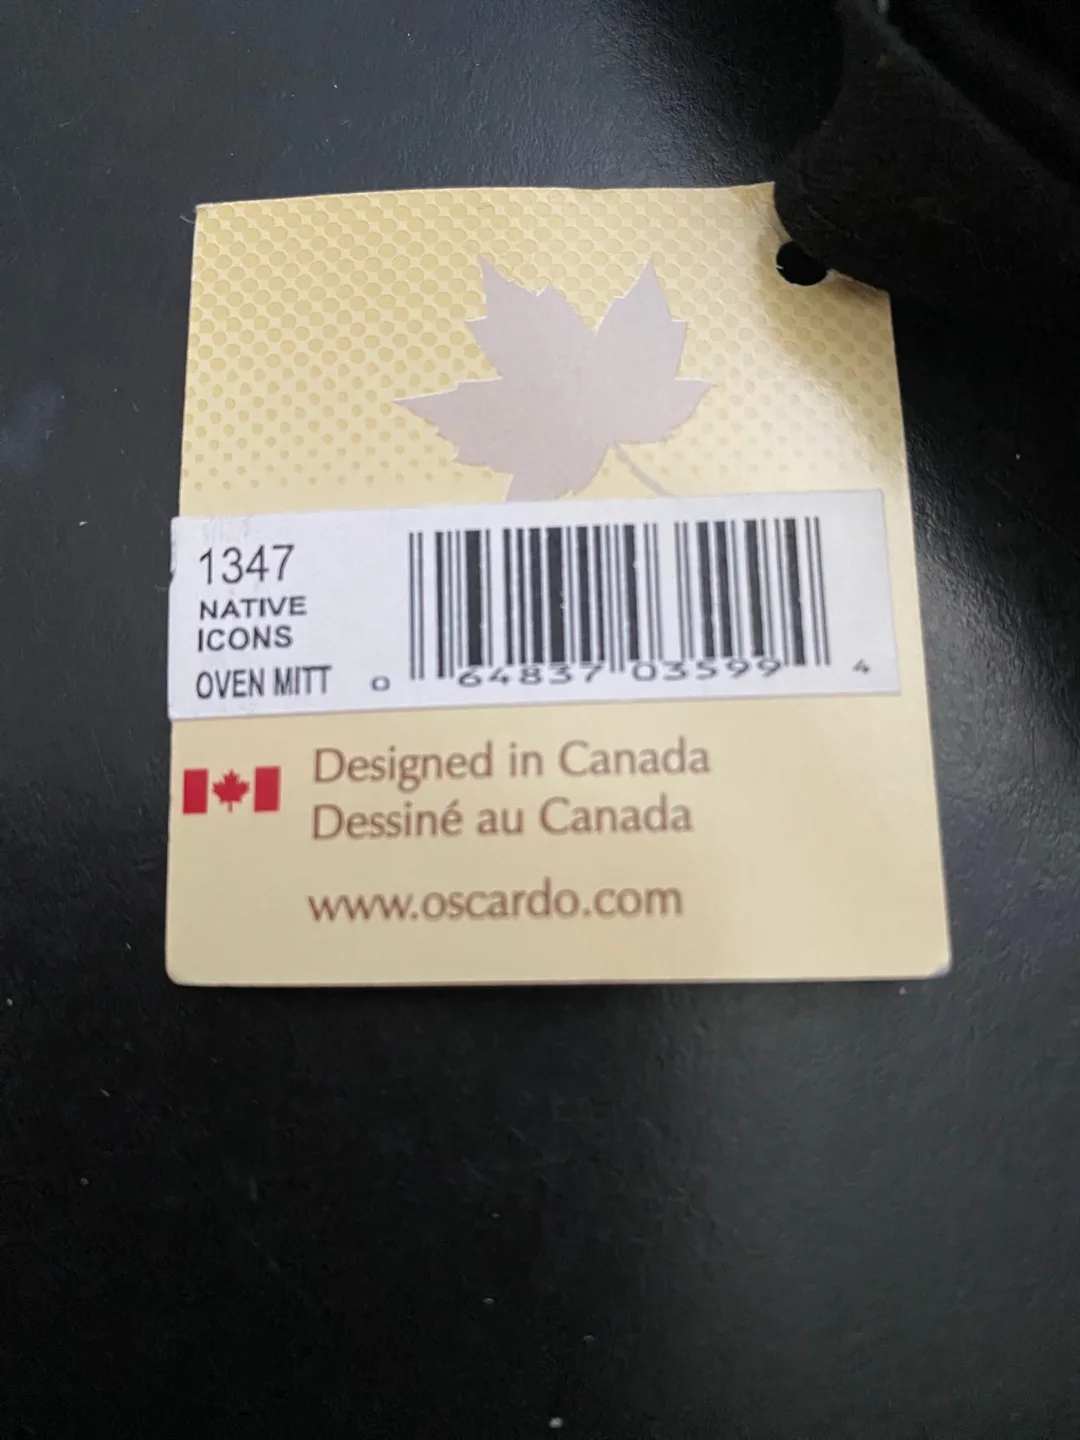 1347
NATIVE
ICONS
OVEN MITT
0 64837 03599 4
Designed in Canada
Dessiné au Canada
www.oscardo.com